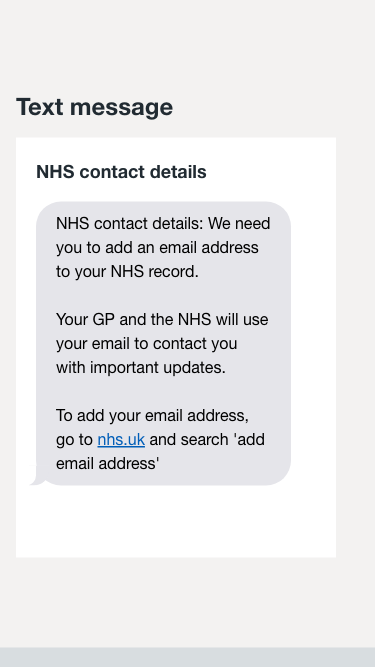 Text message
NHS contact details
NHS contact details: We need
you to add an email address
to your NHS record.
Your GP and the NHS will use
your email to contact you
with important updates.
To add your email address,
go to nhs.uk and search 'add
email address'